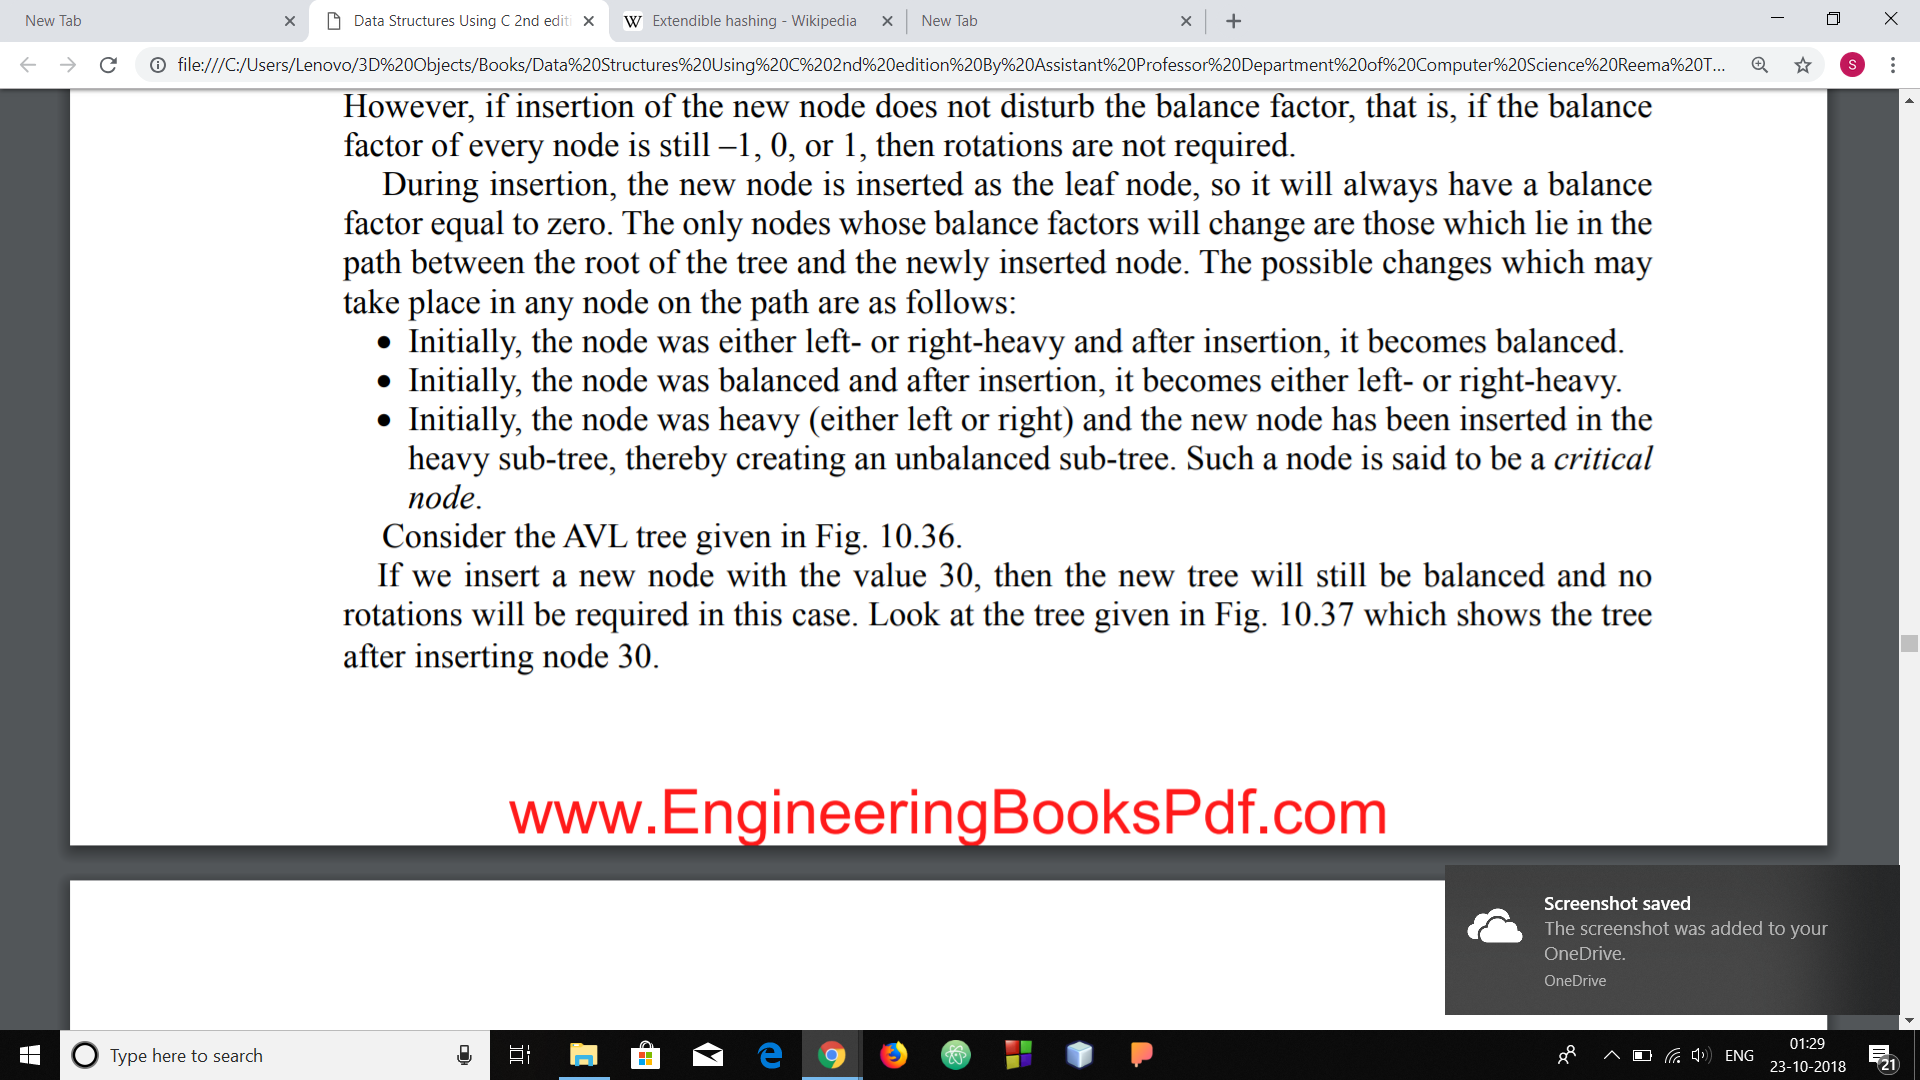 New Tab
Data Structures Using C 2nd editi
Extendible hashing - Wikipedia
New Tab
file:///C:/Users/Lenovo/3D%20Objects/Books/Data%20Structures%20Using%20C%202nd%20edition%20By%20Assistant%20Professor%20Department%20of%20Computer%20Science%20Reema%20T...
S
However, if insertion of the new node does not disturb the balance factor, that is, if the balance
factor of every node is still –1, 0, or 1, then rotations are not required.
During insertion, the new node is inserted as the leaf node, so it will always have a balance
factor equal to zero. The only nodes whose balance factors will change are those which lie in the
path between the root of the tree and the newly inserted node. The possible changes which may
take place in any node on the path are as follows:
• Initially, the node was either left- or right-heavy and after insertion, it becomes balanced.
• Initially, the node was balanced and after insertion, it becomes either left- or right-heavy.
• Initially, the node was heavy (either left or right) and the new node has been inserted in the
heavy sub-tree, thereby creating an unbalanced sub-tree. Such a node is said to be a critical
node.
Consider the AVL tree given in Fig. 10.36.
If we insert a new node with the value 30, then the new tree will still be balanced and no
rotations will be required in this case. Look at the tree given in Fig. 10.37 which shows the tree
after inserting node 30.
www.EngineeringBooksPdf.com
Screenshot saved
The screenshot was added to your
OneDrive.
OneDrive
Type here to search
ENG
01:29
23-10-2018
21